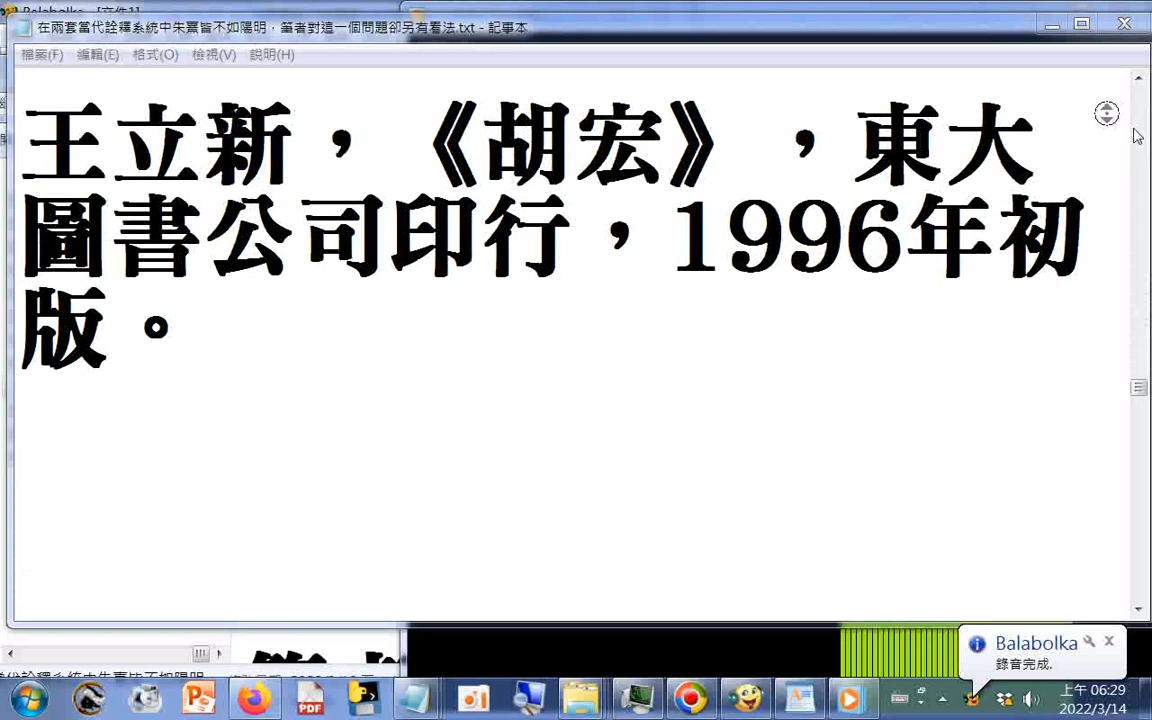 Balabolka - [文件1]
在兩套當代詮釋系統中朱熹皆不如陽明，筆者對這一個問題卻另有看法.txt - 記事本
檔案(F) 編輯(E) 格式(O) 檢視(V) 說明(H)
王立新，《胡宏》，東大
圖書公司印行，1996年初
版。
Balabolka
錄音完成.
上午 06:29
2022/3/14